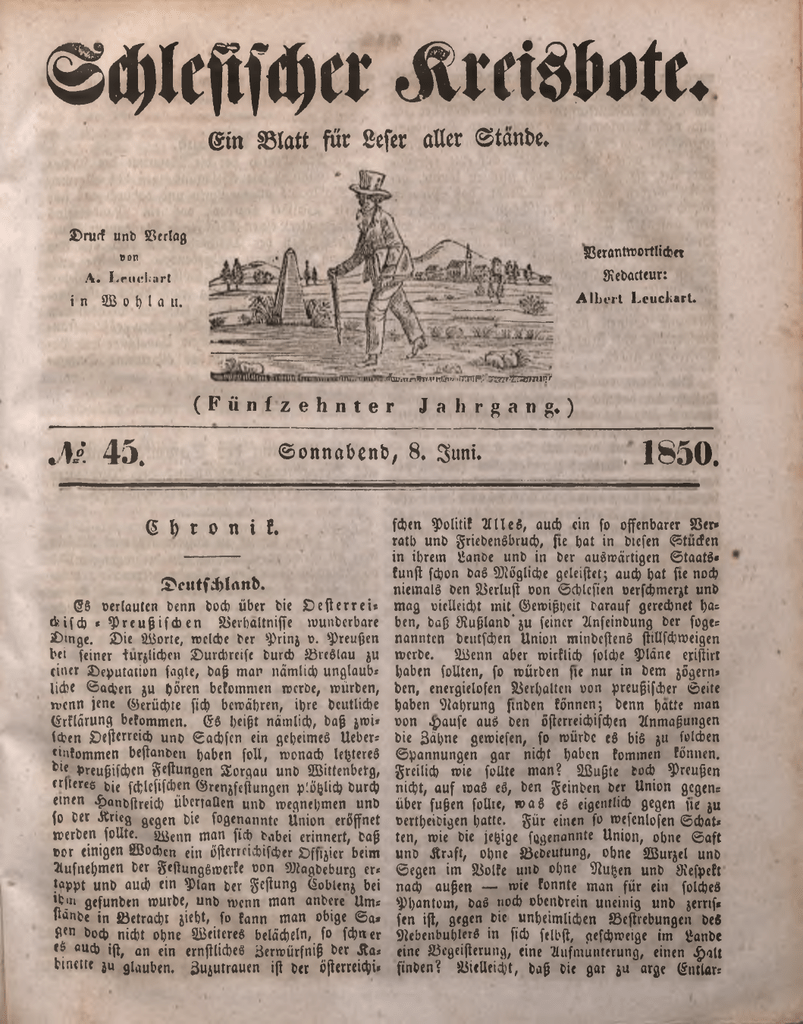 Schlesischer Kreisbote.
Ein Blatt für Leser aller Stände.
Druck und Verlag
von
A. Leuckart
in Wohlau.
Verantwortlicher
Redacteur:
Albert Leuckart.
(Fünfzehnter Jahrgang.)
No. 45.
Sonnabend, 8. Juni.
1850.
Chronik.
Deutschland.
Es verlauten denn doch über die Oesterrei-
chisch-Preußischen Verhältnisse wunderbare
Dinge. Die Worte, welche der Prinz v. Preußen
bei seiner kürzlichen Durchreise durch Breslau zu
einer Deputation sagte, daß man nämlich unglaub-
liche Sachen zu hören bekommen werde, würden,
wenn jene Gerüchte sich bewähren, ihre deutliche
Erklärung bekommen. Es heißt nämlich, daß zwi-
schen Oesterreich und Sachsen ein geheimes Ueber-
einkommen bestanden haben soll, wonach letzteres
die preußischen Festungen Torgau und Wittenberg,
ersteres die schlesischen Grenzfestungen plötzlich durch
einen Handstreich überfallen und wegnehmen und
so der Krieg gegen die sogenannte Union eröffnet
werden sollte. Wenn man sich dabei erinnert, daß
vor einigen Wochen ein österreichischer Offizier beim
Aufnehmen der Festungswerke von Magdeburg er-
tappt und auch ein Plan der Festung Coblenz bei
ihm gefunden wurde, und wenn man andere Um-
stände in Betracht zieht, so kann man obige Sa-
gen doch nicht ohne Weiteres belächeln, so schwer
es auch ist, an ein ernstliches Zerwürfniß der Ka-
binette zu glauben. Zuzutrauen ist der österreichi-
schen Politik Alles, auch ein so offenbarer Ver-
rath und Friedensbruch, sie hat in diesen Stücken
in ihrem Lande und in der auswärtigen Staats-
kunst schon das Mögliche geleistet; auch hat sie noch
niemals den Verlust von Schlesien verschmerzt und
mag vielleicht mit Gewißheit darauf gerechnet ha-
ben, daß Rußland zu seiner Anfeindung der soge-
nannten deutschen Union mindestens stillschweigen
werde. Wenn aber wirklich solche Pläne existirt
haben sollten, so würden sie nur in dem zögern-
den, energielosen Verhalten von preußischer Seite
haben Nahrung finden können; denn hätte man
von Hause aus den österreichischen Anmaßungen
die Zähne gewiesen, so würde es bis zu solchen
Spannungen gar nicht haben kommen können.
Freilich wie sollte man? Wußte doch Preußen
nicht, auf was es, den Feinden der Union gegen-
über fußen sollte, was es eigentlich gegen sie zu
vertheidigen hatte. Für einen so wesenlosen Schat-
ten, wie die jetzige sogenannte Union, ohne Saft
und Kraft, ohne Bedeutung, ohne Wurzel und
Segen im Volke und ohne Nutzen und Respekt
nach außen — wie konnte man für ein solches
Phantom, das noch obendrein uneinig und zerris-
sen ist, gegen die unheimlichen Bestrebungen des
Nebenbuhlers in sich selbst, geschweige im Lande
eine Begeisterung, eine Aufmunterung, einen Halt
finden? Vielleicht, daß die gar zu arge Entlar-